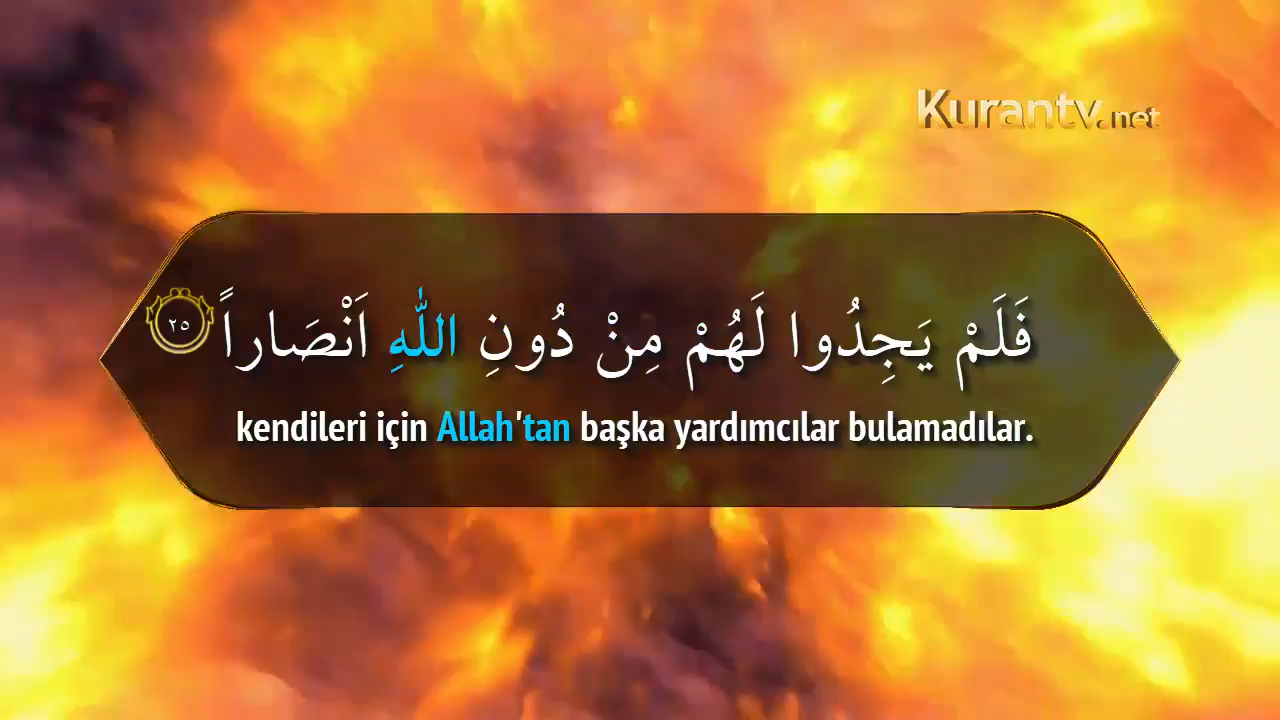 Kurantv.net
فَلَمْ يَجِدُوا لَهُمْ مِنْ دُونِ اللّٰهِ اَنْصَاراً ٢٥
kendileri için Allah'tan başka yardımcılar bulamadılar.